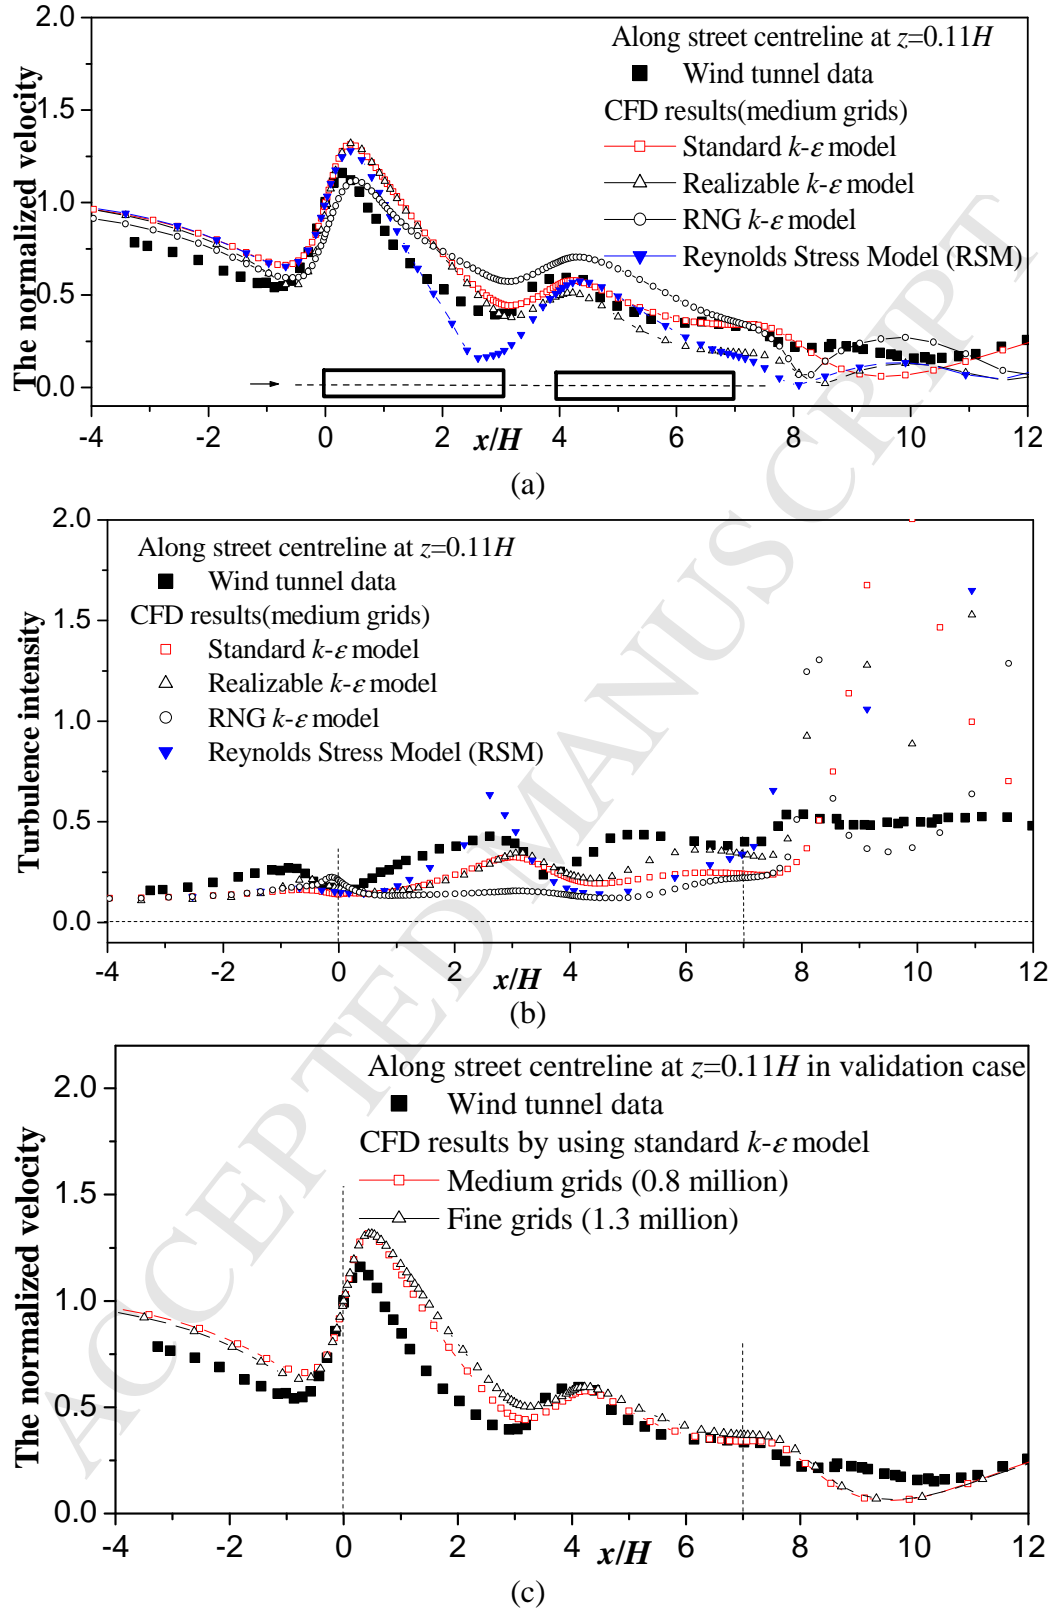 Along street centreline at z=0.11H
Wind tunnel data
CFD results(medium grids)
Standard k-ε model
Realizable k-ε model
RNG k-ε model
Reynolds Stress Model (RSM)
The normalized velocity
2.0
1.5
1.0
0.5
0.0
-4 -2 0 2 4 6 8 10 12
x/H
(a)
Along street centreline at z=0.11H
Wind tunnel data
CFD results(medium grids)
Standard k-ε model
Realizable k-ε model
RNG k-ε model
Reynolds Stress Model (RSM)
Turbulence intensity
2.0
1.5
1.0
0.5
0.0
-4 -2 0 2 4 6 8 10 12
x/H
(b)
Along street centreline at z=0.11H in validation case
Wind tunnel data
CFD results by using standard k-ε model
Medium grids (0.8 million)
Fine grids (1.3 million)
The normalized velocity
2.0
1.5
1.0
0.5
0.0
-4 -2 0 2 4 6 8 10 12
x/H
(c)
ACCEPTED MANUSCRIPT